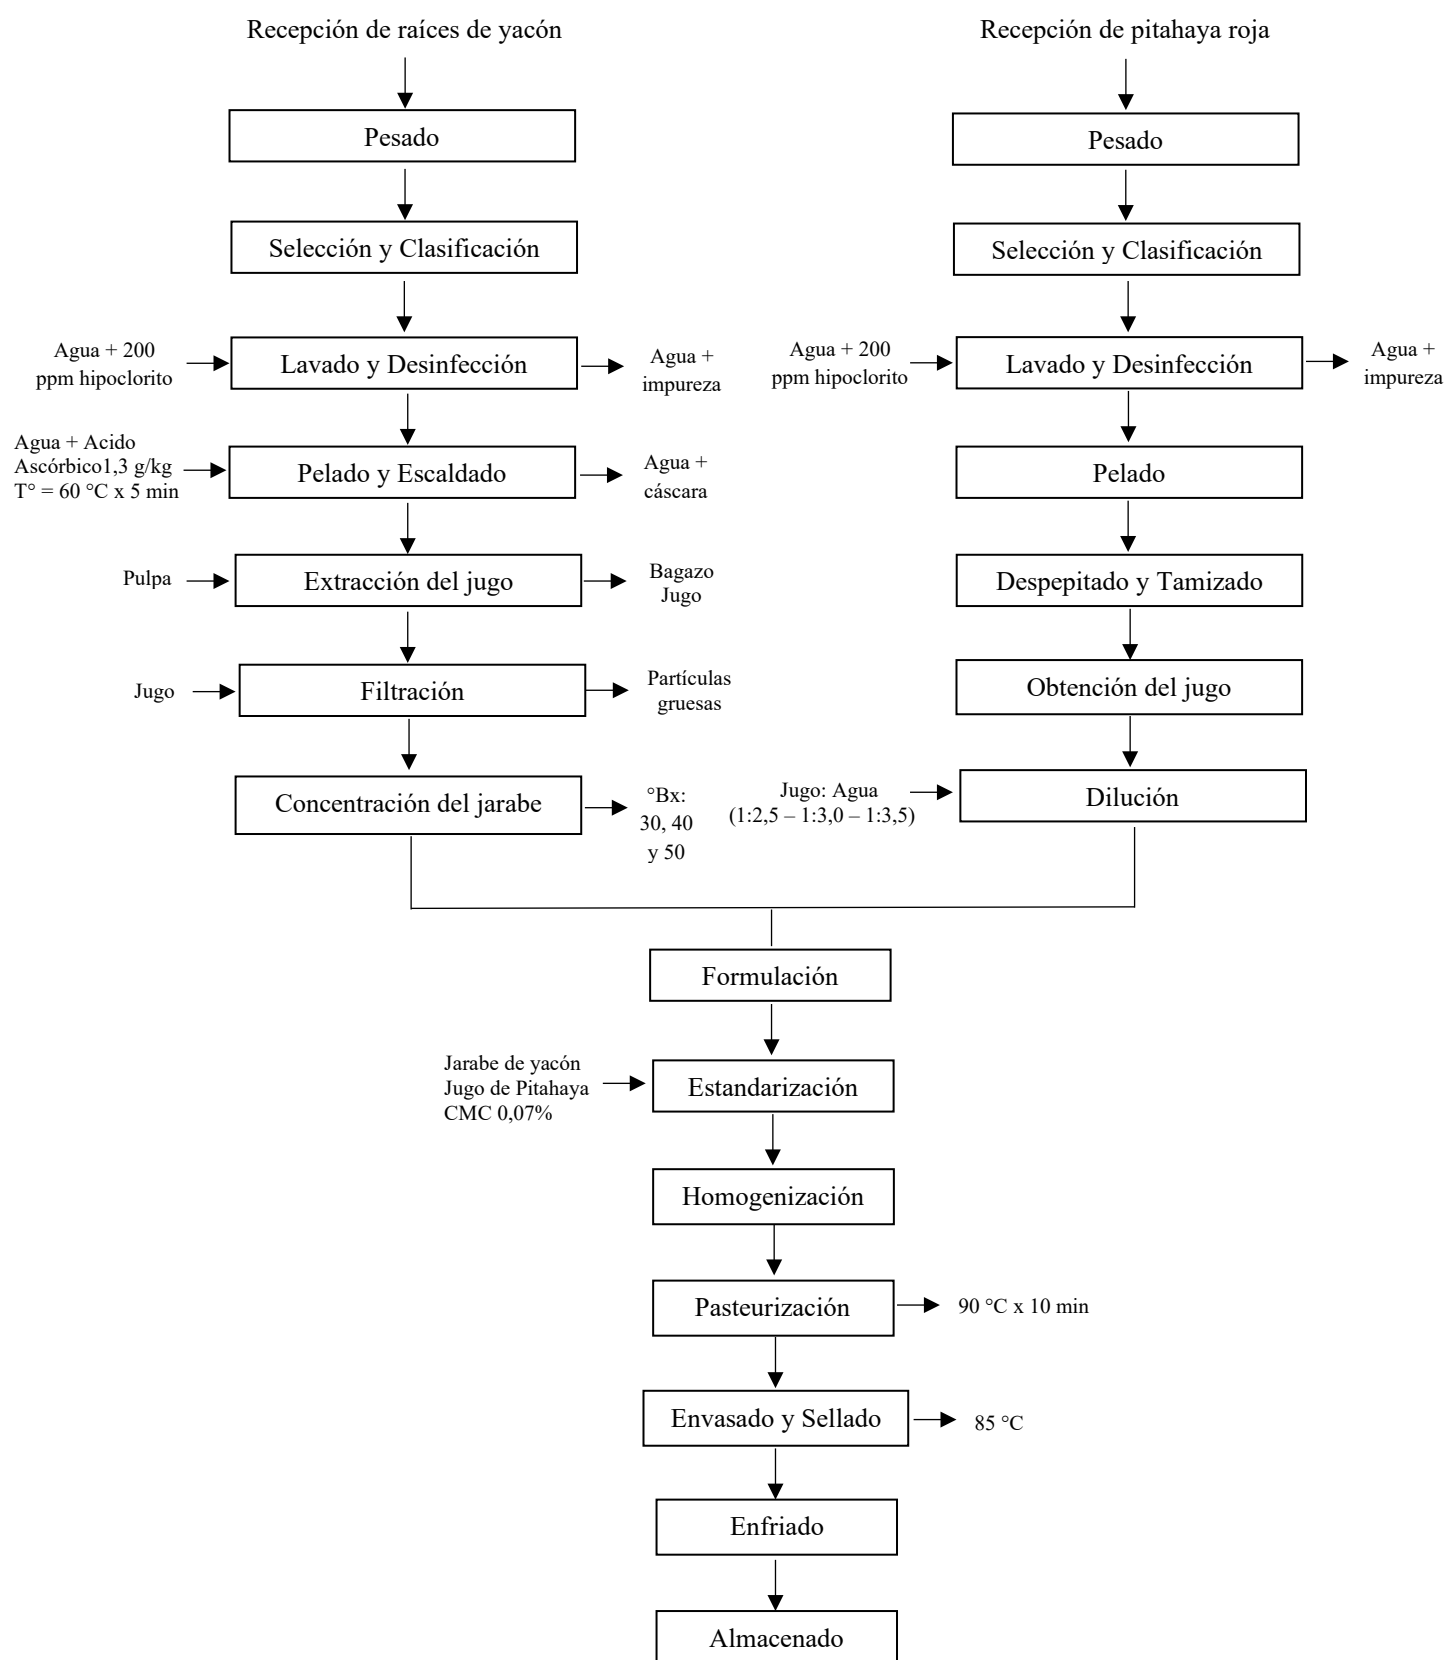 Recepción de raíces de yacón
Recepción de pitahaya roja
Pesado
Pesado
Selección y Clasificación
Selección y Clasificación
Agua + 200
ppm hipoclorito
Lavado y Desinfección
Agua +
impureza
Agua + 200
ppm hipoclorito
Lavado y Desinfección
Agua +
impureza
Agua + Acido
Ascórbico1,3 g/kg
T° = 60 °C x 5 min
Pelado y Escaldado
Agua +
cáscara
Pelado
Pulpa
Extracción del jugo
Bagazo
Jugo
Despepitado y Tamizado
Jugo
Filtración
Partículas
gruesas
Obtención del jugo
Concentración del jarabe
°Bx:
30, 40
y 50
Jugo: Agua
(1:2,5 – 1:3,0 – 1:3,5)
Dilución
Formulación
Jarabe de yacón
Jugo de Pitahaya
CMC 0,07%
Estandarización
Homogenización
Pasteurización
90 °C x 10 min
Envasado y Sellado
85 °C
Enfriado
Almacenado